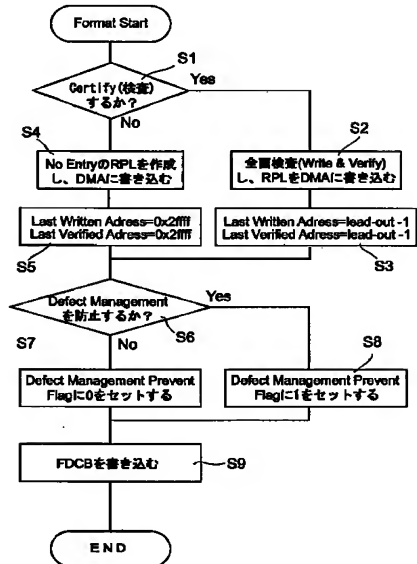 Format Start
S1
Certify(検査)
するか?
Yes
No
S4
S2
No EntryのRPLを作成
し、DMAに書き込む
全面検査(Write & Verify)
し、RPLをDMAに書き込む
Last Written Adress=0x2ffff
Last Verified Adress=0x2ffff
Last Written Adress=lead-out -1
Last Verified Adress=lead-out -1
S5
S3
Defect Management
を防止するか?
Yes
S6
S7
No
S8
Defect Management Prevent
Flagに0をセットする
Defect Management Prevent
Flagに1をセットする
FDCBを書き込む
S9
END